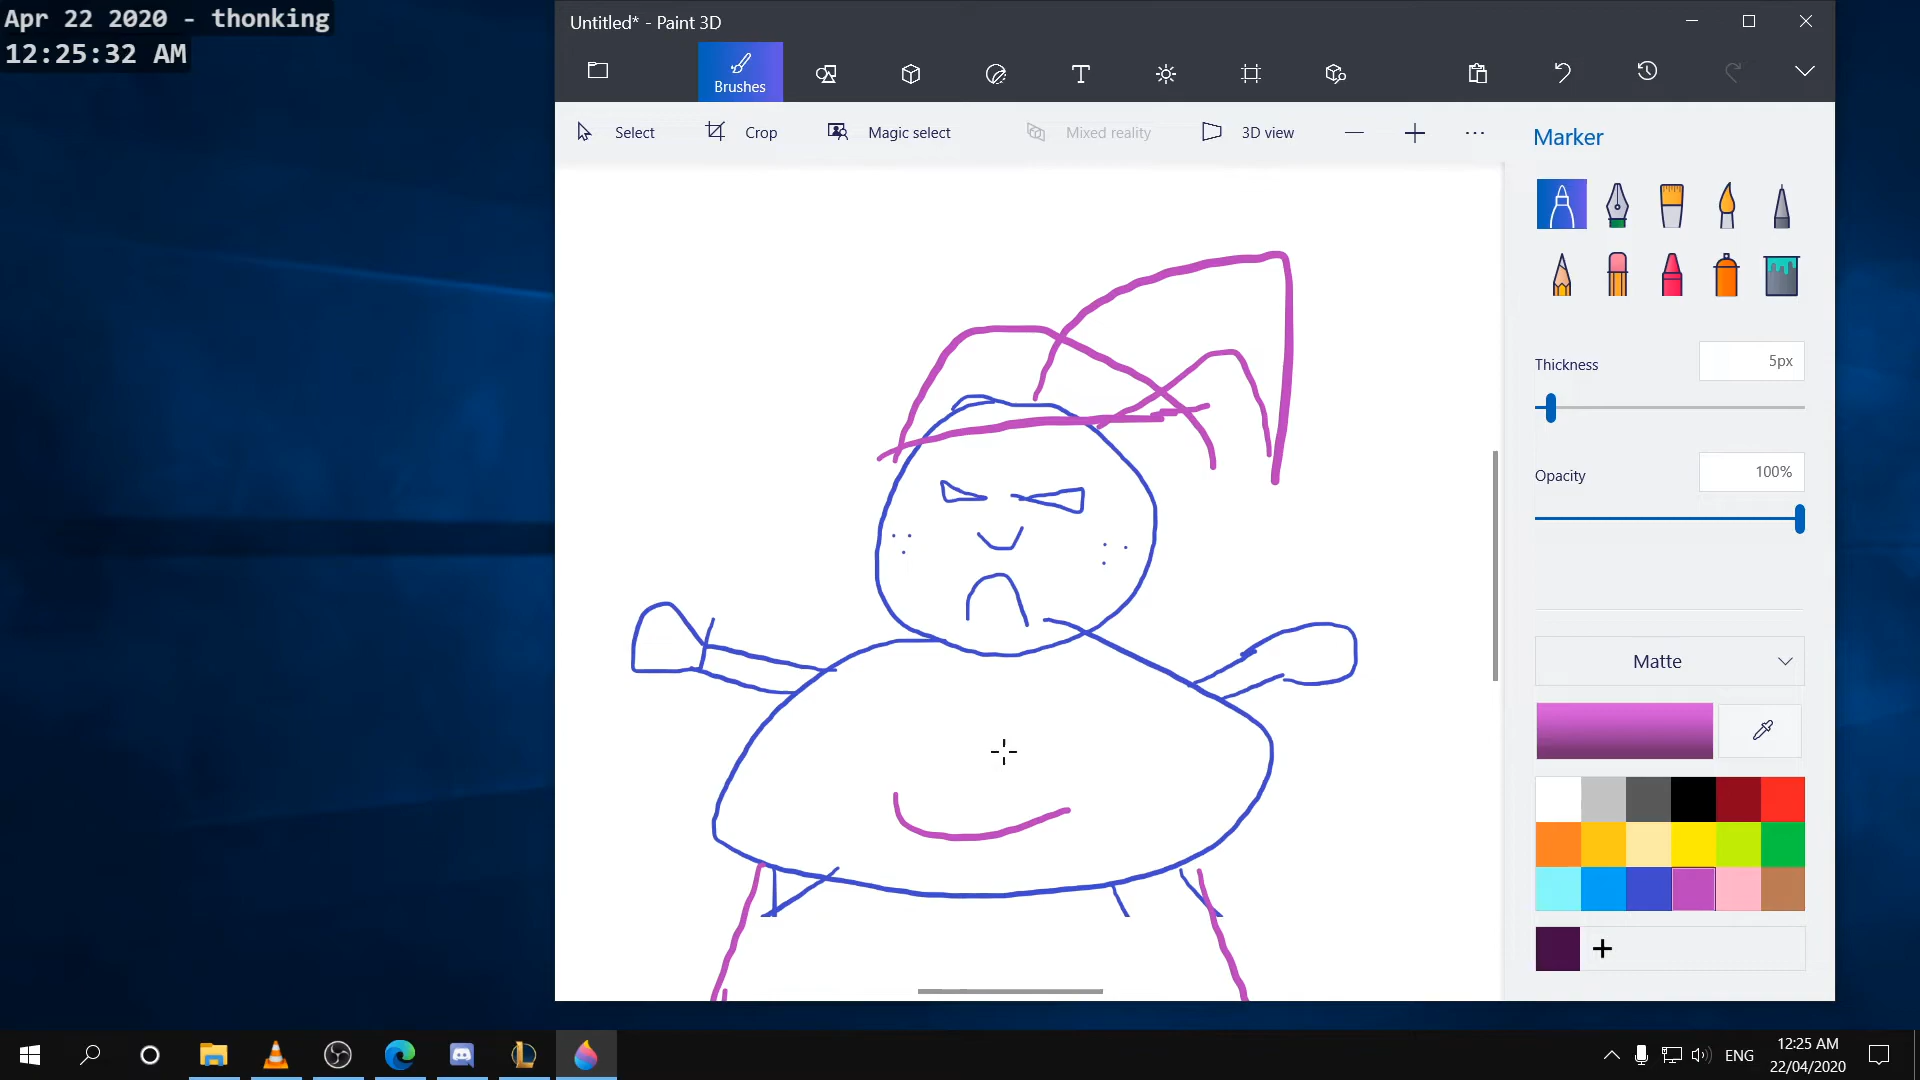 Apr 22 2020 - thonking
12:25:32 AM
Untitled* - Paint 3D
Brushes
Select
Crop
Magic select
Mixed reality
3D view
Marker
Thickness
5px
Opacity
100%
Matte
ENG
12:25 AM
22/04/2020